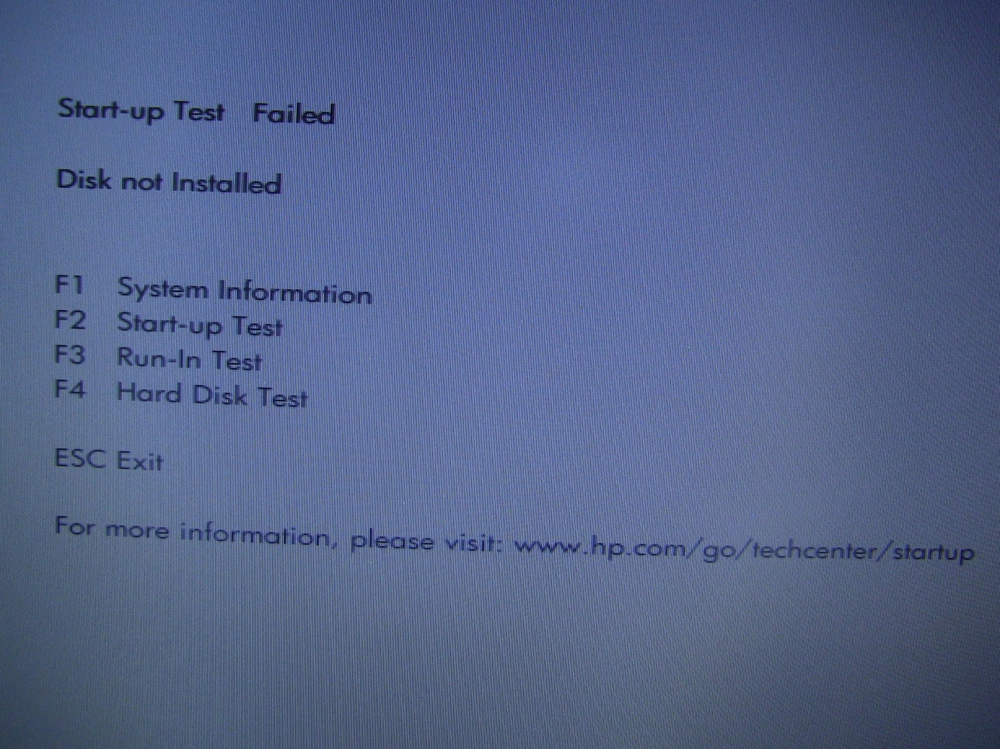 Start-up Test Failed
Disk not Installed
F1 System Information
F2 Start-up Test
F3 Run-In Test
F4 Hard Disk Test
ESC Exit
For more information, please visit: www.hp.com/go/techcenter/startup